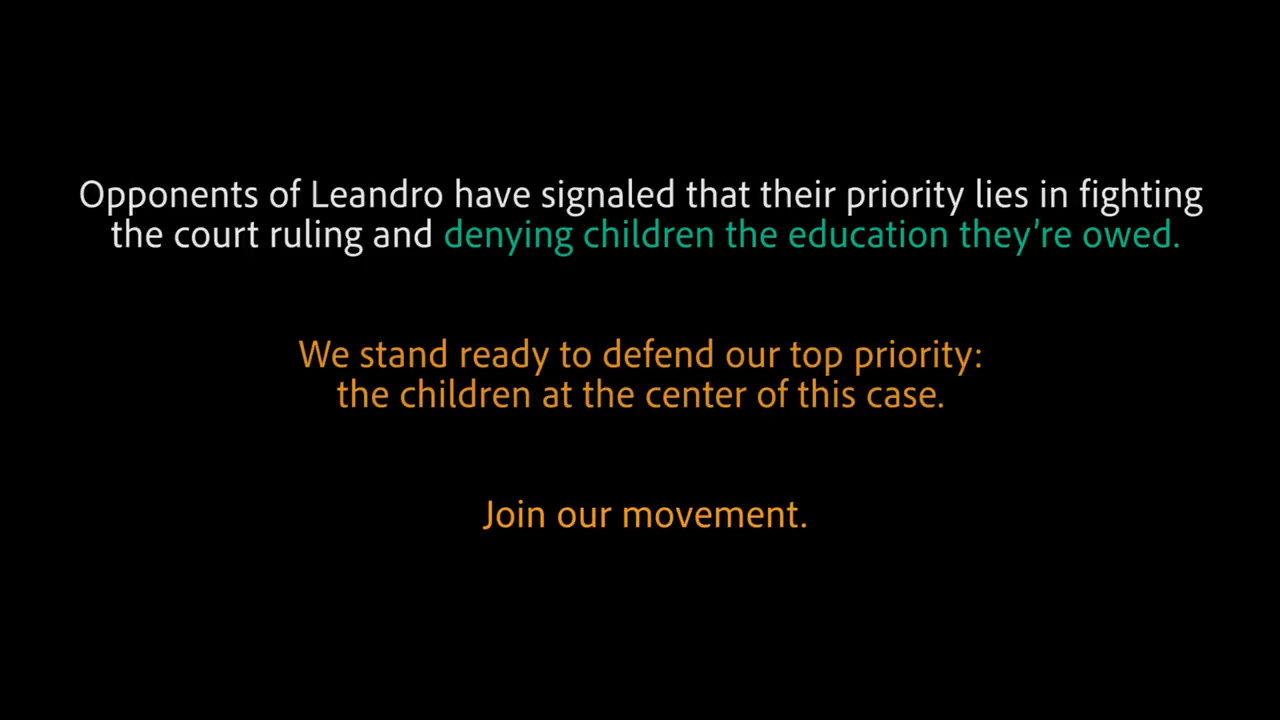 Opponents of Leandro have signaled that their priority lies in fighting
the court ruling and denying children the education they’re owed.
We stand ready to defend our top priority:
the children at the center of this case.
Join our movement.